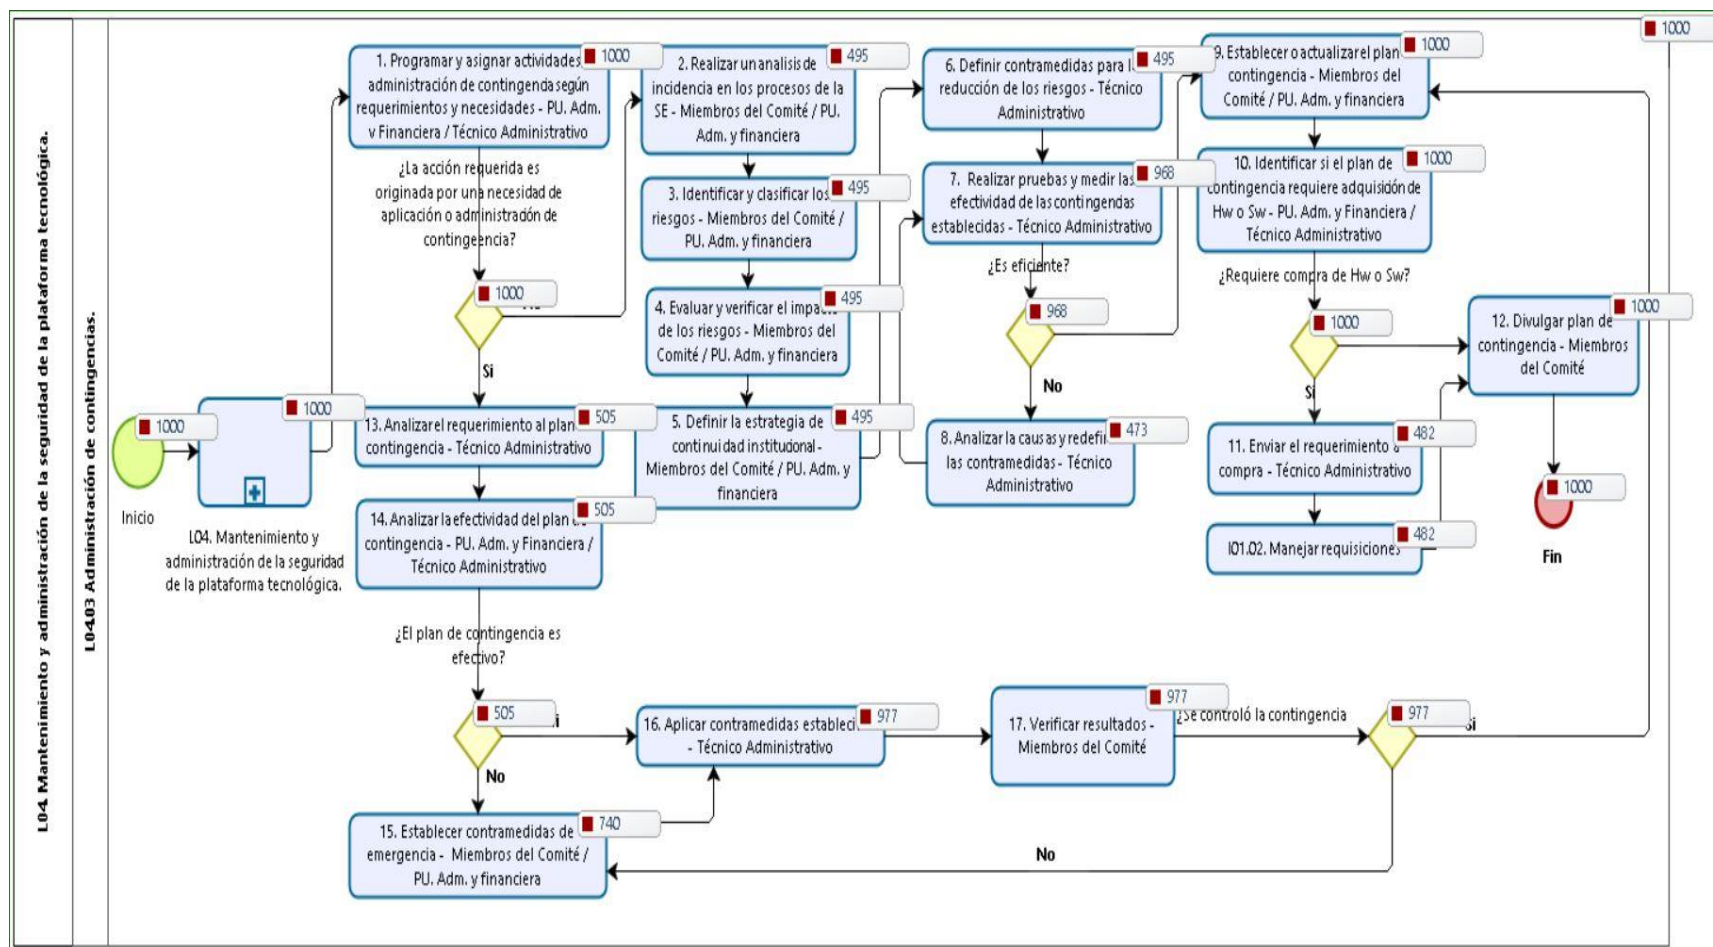 L04. Mantenimiento y administración de la seguridad de la plataforma tecnológica.
L04.03 Administración de contingencias.
1000
Inicio
1000
L04. Mantenimiento y
administración de la seguridad
de la plataforma tecnológica.
1000
1. Programar y asignar actividades
administración de contingencia según
requerimientos y necesidades - PU. Adm.
y Financiera / Técnico Administrativo
¿La acción requerida es
originada por una necesidad de
aplicación o administración de
contingeencia?
1000
Si
505
13. Analizar el requerimiento al plan
contingencia - Técnico Administrativo
505
14. Analizar la efectividad del plan
contingencia - PU. Adm. y Financiera /
Técnico Administrativo
¿El plan de contingencia es
efectivo?
505
No
740
15. Establecer contramedidas de
emergencia - Miembros del Comité /
PU. Adm. y financiera
495
2. Realizar un analisis de
incidencia en los procesos de la
SE - Miembros del Comité / PU.
Adm. y financiera
495
3. Identificar y clasificar los
riesgos - Miembros del Comité /
PU. Adm. y financiera
495
4. Evaluar y verificar el impacto
de los riesgos - Miembros del
Comité / PU. Adm. y financiera
495
5. Definir la estrategia de
continuidad institucional -
Miembros del Comité / PU. Adm. y
financiera
977
16. Aplicar contramedidas
- Técnico Administrativo
495
6. Definir contramedidas para
reducción de los riesgos - Técnico
Administrativo
968
7. Realizar pruebas y medir las
efectividad de las contingencias
establecidas - Técnico Administrativo
¿Es eficiente?
968
No
473
8. Analizar la causas y
las contramedidas - Técnico
Administrativo
977
17. Verificar resultados -
Miembros del Comité
¿Se controló la contingencia
977
Si
No
1000
9. Establecer o actualizar el plan
contingencia - Miembros del
Comité / PU. Adm. y financiera
1000
10. Identificar si el plan de
contingencia requiere adquisición de
Hw o Sw - PU. Adm. y Financiera /
Técnico Administrativo
¿Requiere compra de Hw o Sw?
1000
Si
482
11. Enviar el requerimiento
compra - Técnico Administrativo
482
I01.02. Manejar requisiciones
1000
1000
12. Divulgar plan de
contingencia - Miembros
del Comité
1000
Fin